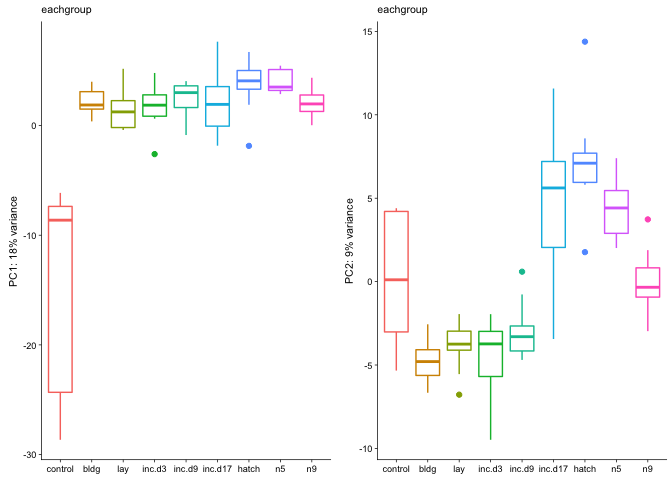 eachgroup
PC1: 18% variance
0
-10
-20
-30
control bldg lay inc.d3 inc.d9 inc.d17 hatch n5 n9
eachgroup
PC2: 9% variance
15
10
5
0
-5
-10
control bldg lay inc.d3 inc.d9 inc.d17 hatch n5 n9